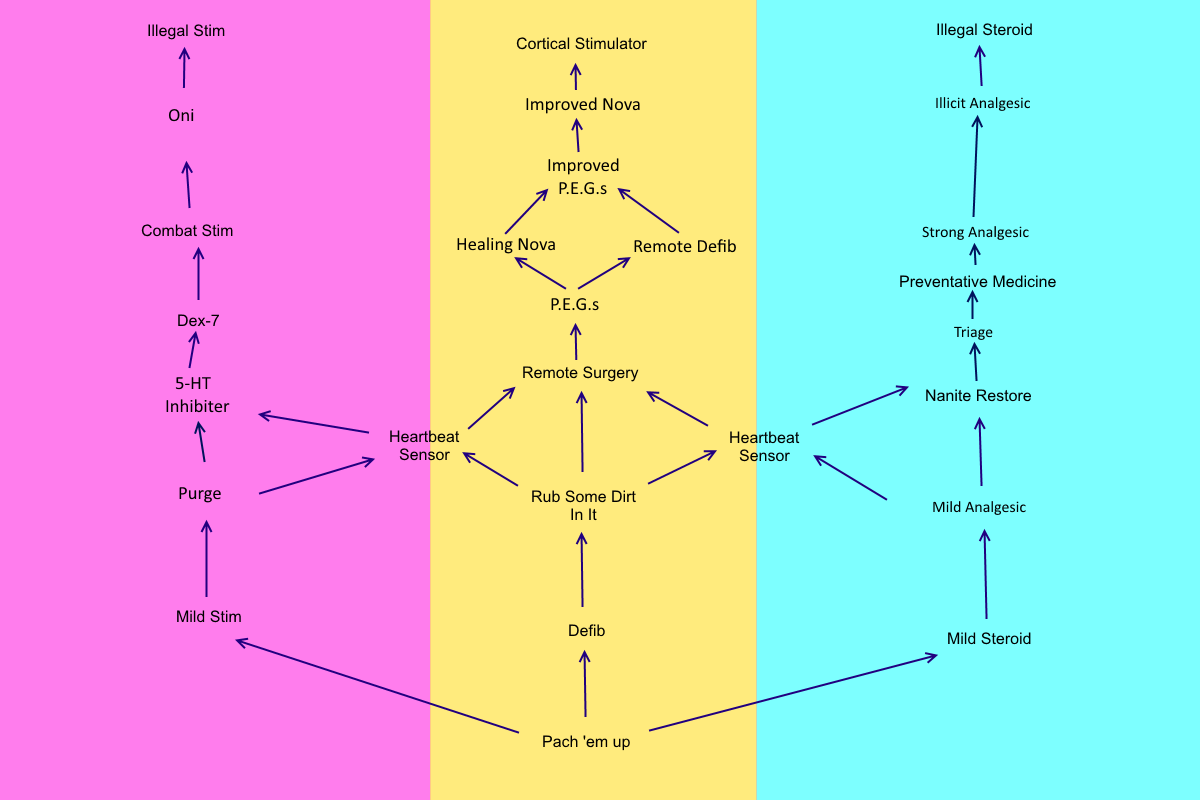 Illegal Stim
Oni
Combat Stim
Dex-7
5-HT
Inhibiter
Purge
Mild Stim
Cortical Stimulator
Improved Nova
Improved
P.E.G.s
Healing Nova
Remote Defib
P.E.G.s
Remote Surgery
Heartbeat
Sensor
Heartbeat
Sensor
Rub Some Dirt
In It
Defib
Pach 'em up
Illegal Steroid
Illicit Analgesic
Strong Analgesic
Preventative Medicine
Triage
Nanite Restore
Mild Analgesic
Mild Steroid